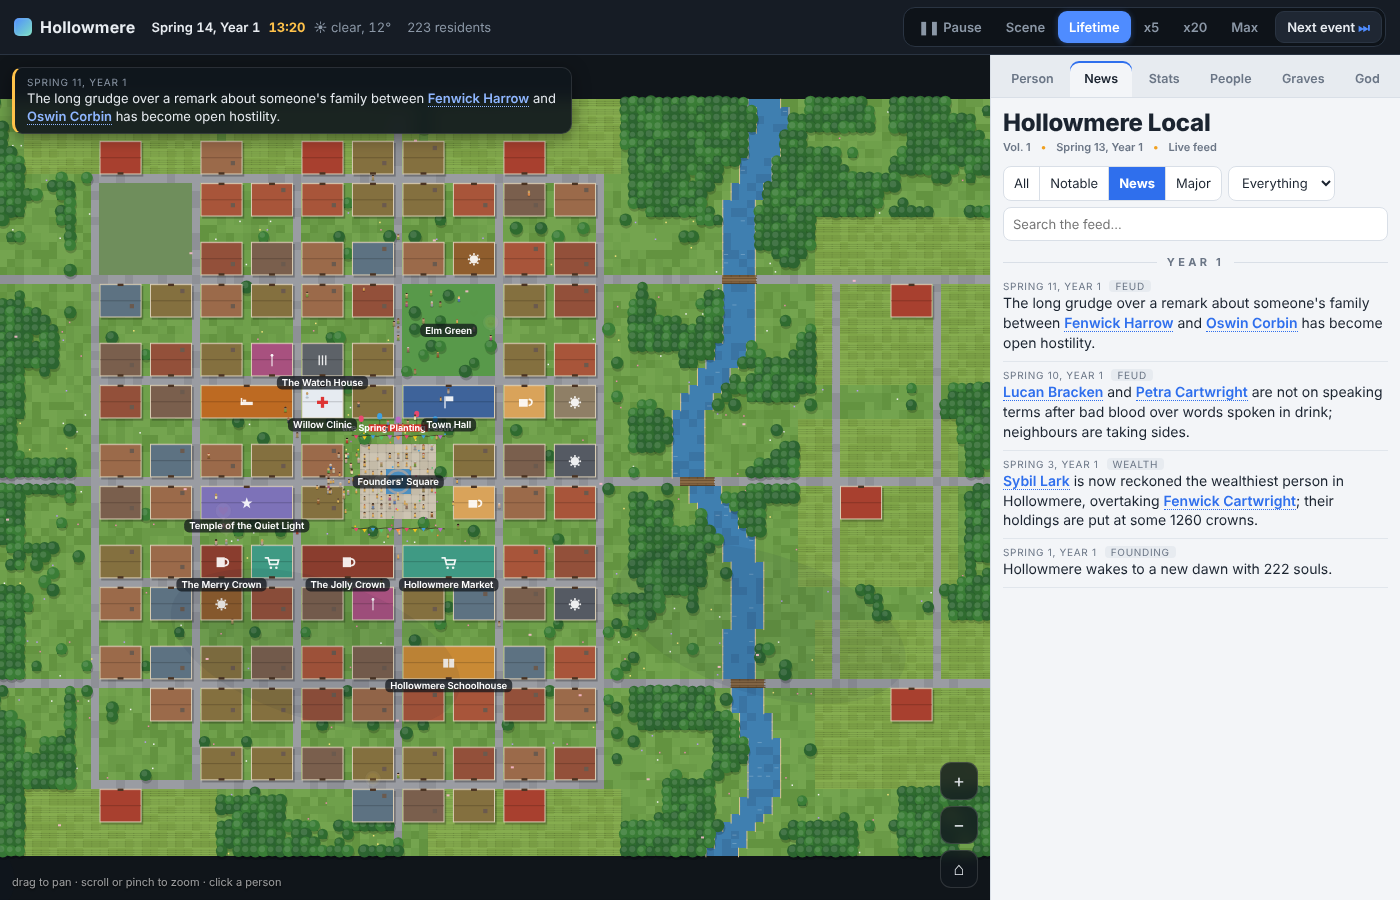 Hollowmere
Spring 14, Year 1 13:20 clear, 12° 223 residents
Pause Scene Lifetime x5 x20 Max Next event
SPRING 11, YEAR 1
The long grudge over a remark about someone's family between Fenwick Harrow and
Oswin Corbin has become open hostility.
Elm Green
The Watch House
Willow Clinic
Spring Planting
Town Hall
Founders' Square
Temple of the Quiet Light
The Merry Crown
The Jolly Crown
Hollowmere Market
Hollowmere Schoolhouse
+
−
drag to pan · scroll or pinch to zoom · click a person
Person News Stats People Graves God
Hollowmere Local
Vol. 1 • Spring 13, Year 1 • Live feed
All Notable News Major Everything
Search the feed...
YEAR 1
SPRING 11, YEAR 1 FEUD
The long grudge over a remark about someone's family
between Fenwick Harrow and Oswin Corbin has become
open hostility.
SPRING 10, YEAR 1 FEUD
Lucan Bracken and Petra Cartwright are not on speaking
terms after bad blood over words spoken in drink;
neighbours are taking sides.
SPRING 3, YEAR 1 WEALTH
Sybil Lark is now reckoned the wealthiest person in
Hollowmere, overtaking Fenwick Cartwright; their
holdings are put at some 1260 crowns.
SPRING 1, YEAR 1 FOUNDING
Hollowmere wakes to a new dawn with 222 souls.